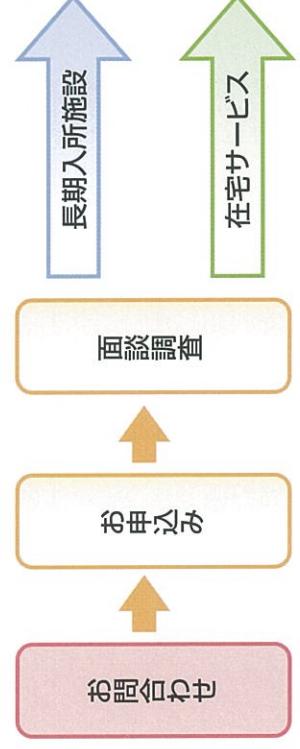 お問合わせ
お申込み
面談調査
長期入所施設
在宅サービス